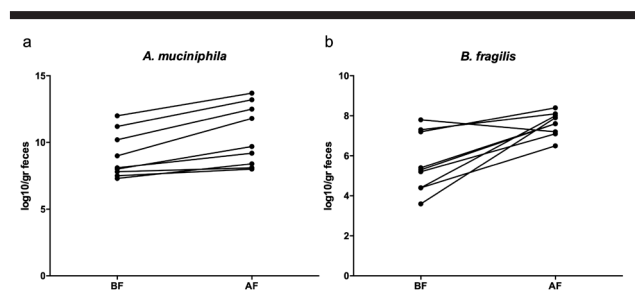 a
A. muciniphila
log10/gr feces
15
10
5
0
BF AF
b
B. fragilis
log10/gr feces
10
8
6
4
2
0
BF AF